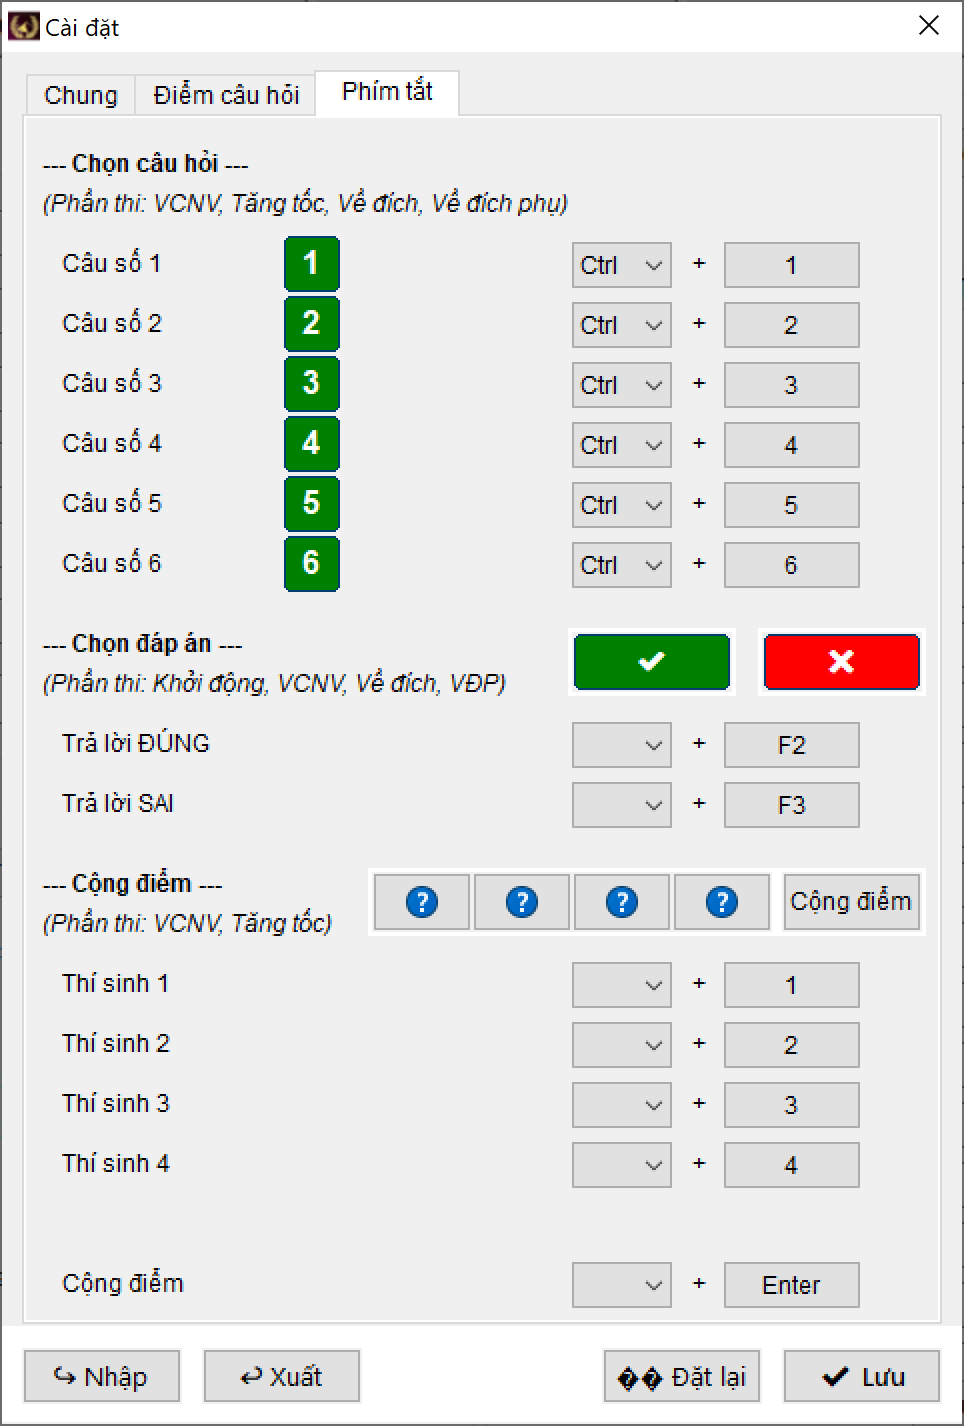 Cài đặt
Chung Điểm câu hỏi Phím tắt
--- Chọn câu hỏi ---
(Phần thi: VCNV, Tăng tốc, Về đích, Về đích phụ)
Câu số 1 1 Ctrl + 1
Câu số 2 2 Ctrl + 2
Câu số 3 3 Ctrl + 3
Câu số 4 4 Ctrl + 4
Câu số 5 5 Ctrl + 5
Câu số 6 6 Ctrl + 6
--- Chọn đáp án ---
(Phần thi: Khởi động, VCNV, Về đích, VĐP)
Trả lời ĐÚNG + F2
Trả lời SAI + F3
--- Cộng điểm --- ? ? ? ? Cộng điểm
(Phần thi: VCNV, Tăng tốc)
Thí sinh 1 + 1
Thí sinh 2 + 2
Thí sinh 3 + 3
Thí sinh 4 + 4
Cộng điểm + Enter
↪ Nhập ↩ Xuất �� Đặt lại ✔ Lưu